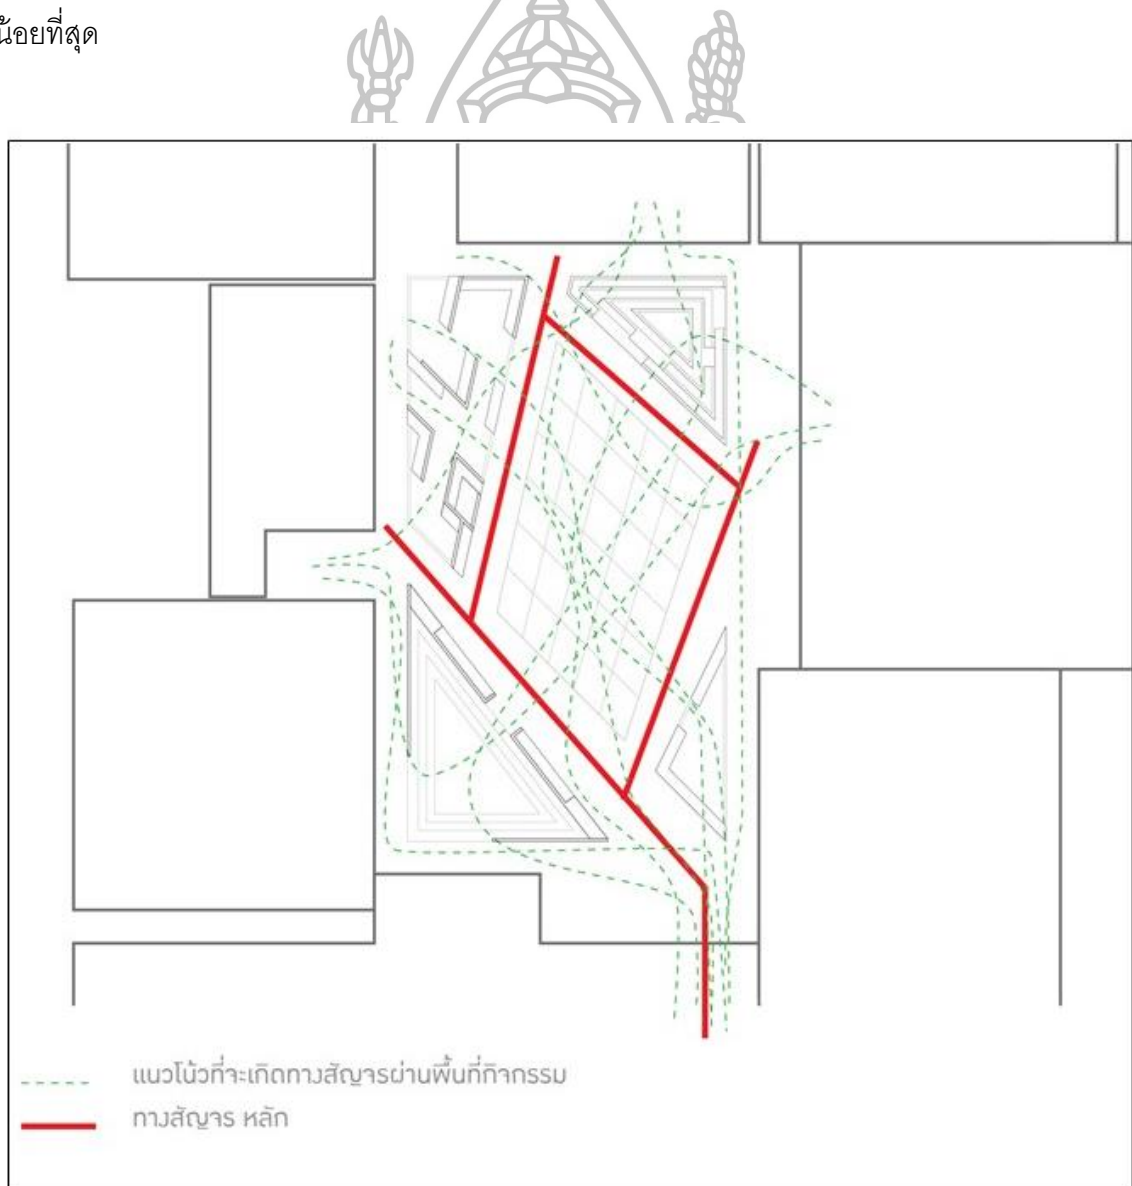 น้อยที่สุด
แนวโน้วที่จะเกิดทางสัญจรผ่านพื้นที่กิจกรรม
ทางสัญจร หลัก